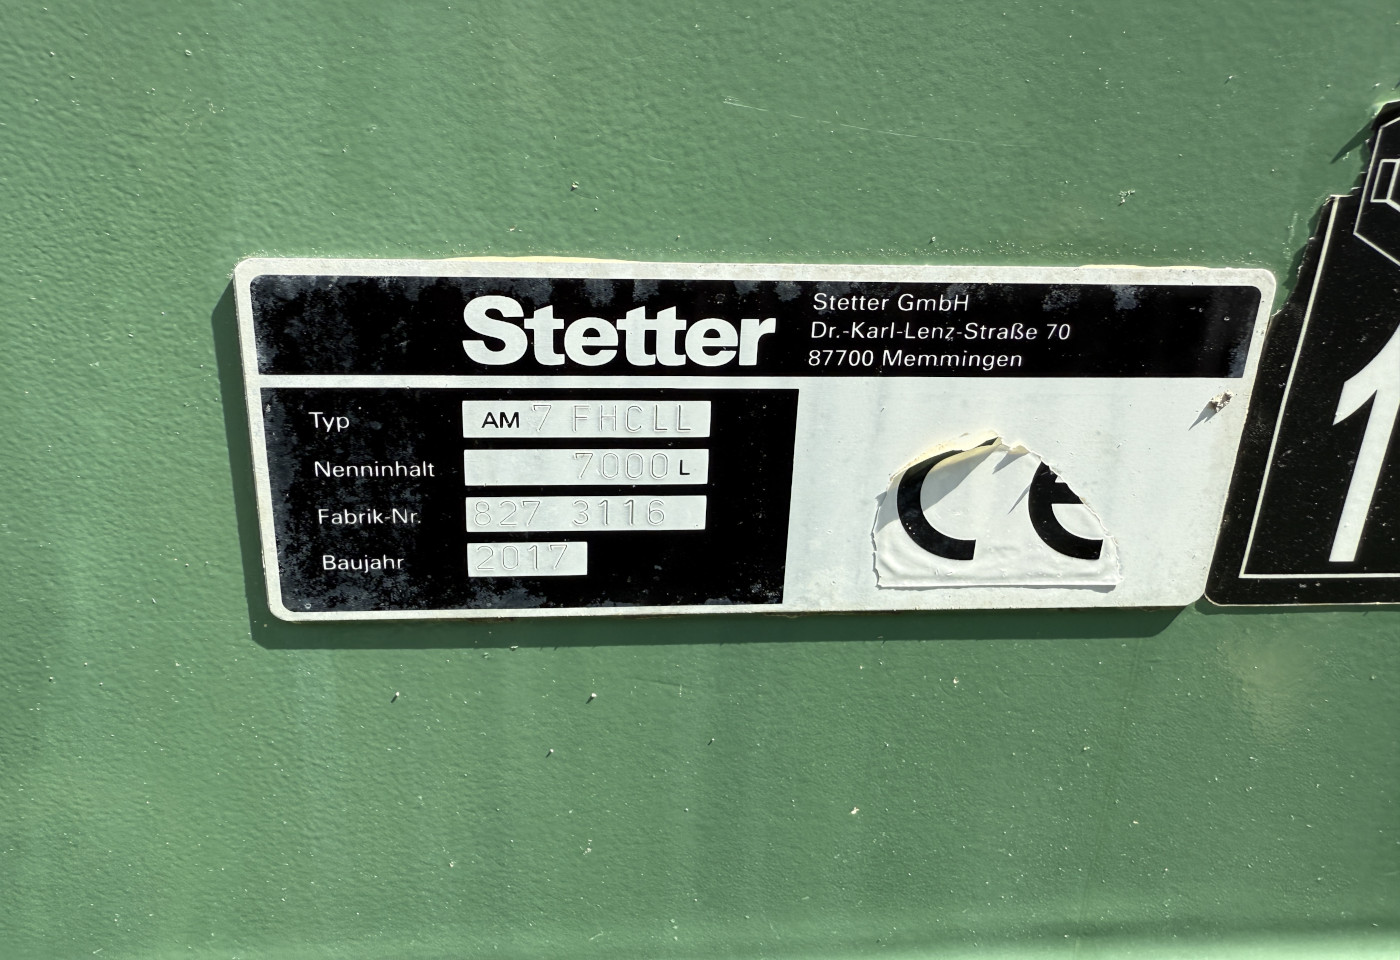 Stetter
Stetter GmbH
Dr.-Karl-Lenz-Straße 70
87700 Memmingen
Typ AM 7 FHCLL
Nenninhalt 7000 L
Fabrik-Nr. 827 3116
Baujahr 2017
CE
1